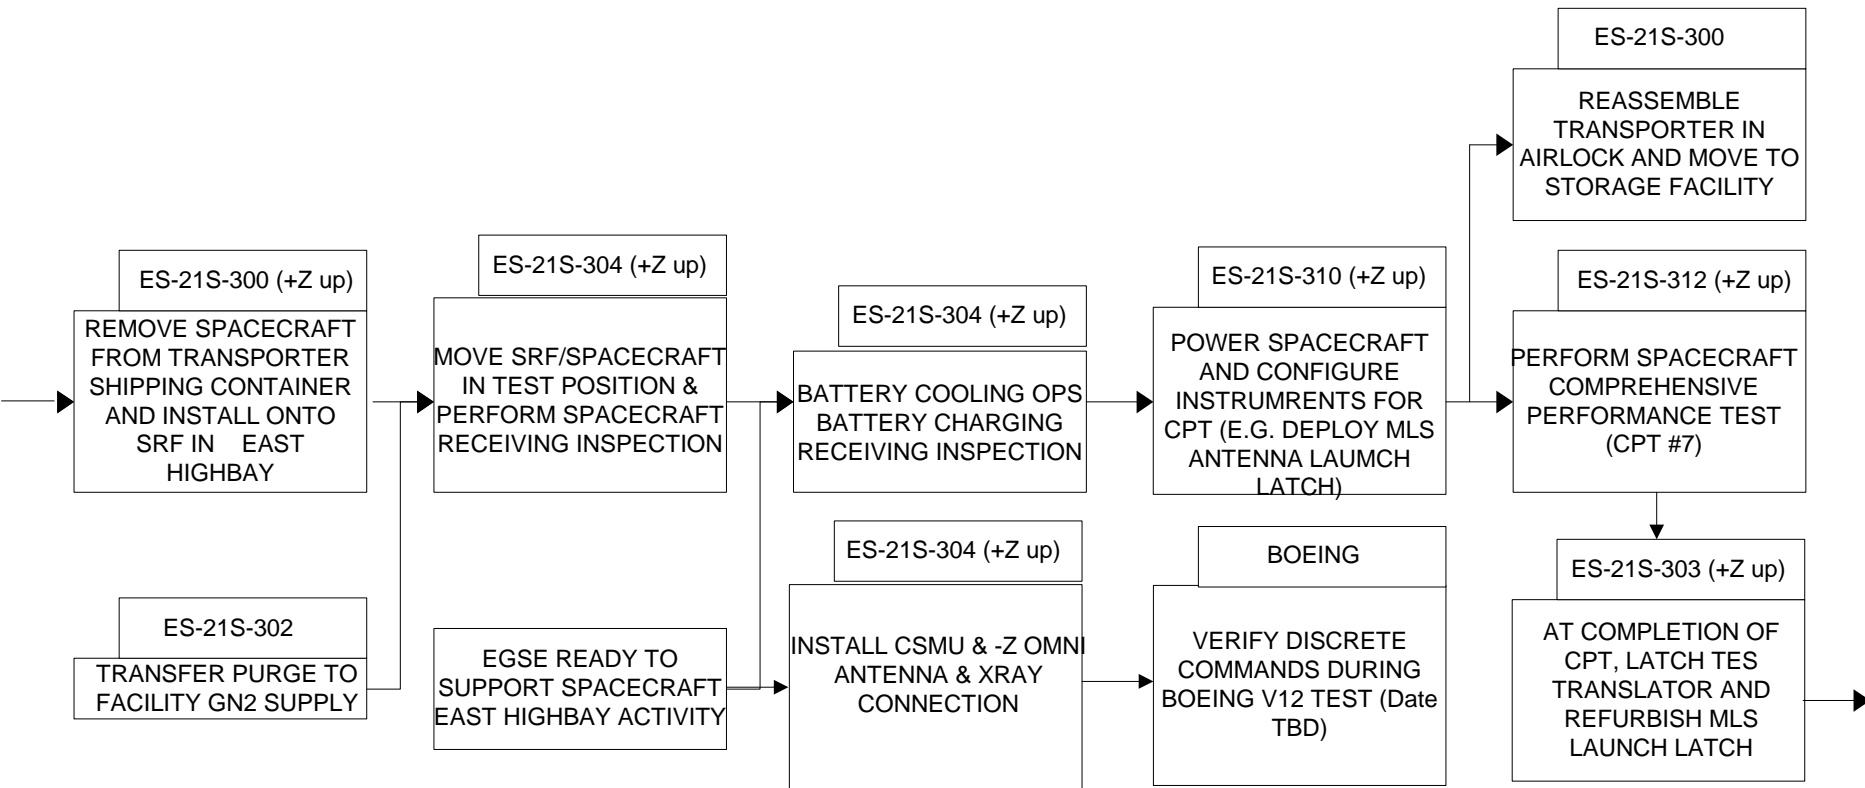 ES-21S-300
REASSEMBLE
TRANSPORTER IN
AIRLOCK AND MOVE TO
STORAGE FACILITY
ES-21S-300 (+Z up)
REMOVE SPACECRAFT
FROM TRANSPORTER
SHIPPING CONTAINER
AND INSTALL ONTO
SRF IN EAST
HIGHBAY
ES-21S-304 (+Z up)
MOVE SRF/SPACECRAFT
IN TEST POSITION &
PERFORM SPACECRAFT
RECEIVING INSPECTION
ES-21S-304 (+Z up)
BATTERY COOLING OPS
BATTERY CHARGING
RECEIVING INSPECTION
ES-21S-310 (+Z up)
POWER SPACECRAFT
AND CONFIGURE
INSTRUMRENTS FOR
CPT (E.G. DEPLOY MLS
ANTENNA LAUMCH
LATCH)
ES-21S-312 (+Z up)
PERFORM SPACECRAFT
COMPREHENSIVE
PERFORMANCE TEST
(CPT #7)
ES-21S-302
TRANSFER PURGE TO
FACILITY GN2 SUPPLY
EGSE READY TO
SUPPORT SPACECRAFT
EAST HIGHBAY ACTIVITY
ES-21S-304 (+Z up)
INSTALL CSMU & -Z OMNI
ANTENNA & XRAY
CONNECTION
BOEING
VERIFY DISCRETE
COMMANDS DURING
BOEING V12 TEST (Date
TBD)
ES-21S-303 (+Z up)
AT COMPLETION OF
CPT, LATCH TES
TRANSLATOR AND
REFURBISH MLS
LAUNCH LATCH